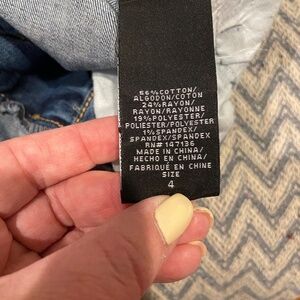 56%COTTON/
ALGODON/COTON
24%RAYON/
RAYON/RAYONNE
19%POLYESTER/
POLIESTER/POLYESTER
1%SPANDEX/
SPANDEX/SPANDEX
RN#147136
MADE IN CHINA/
HECHO EN CHINA/
FABRIQUÉ EN CHINE
SIZE
4